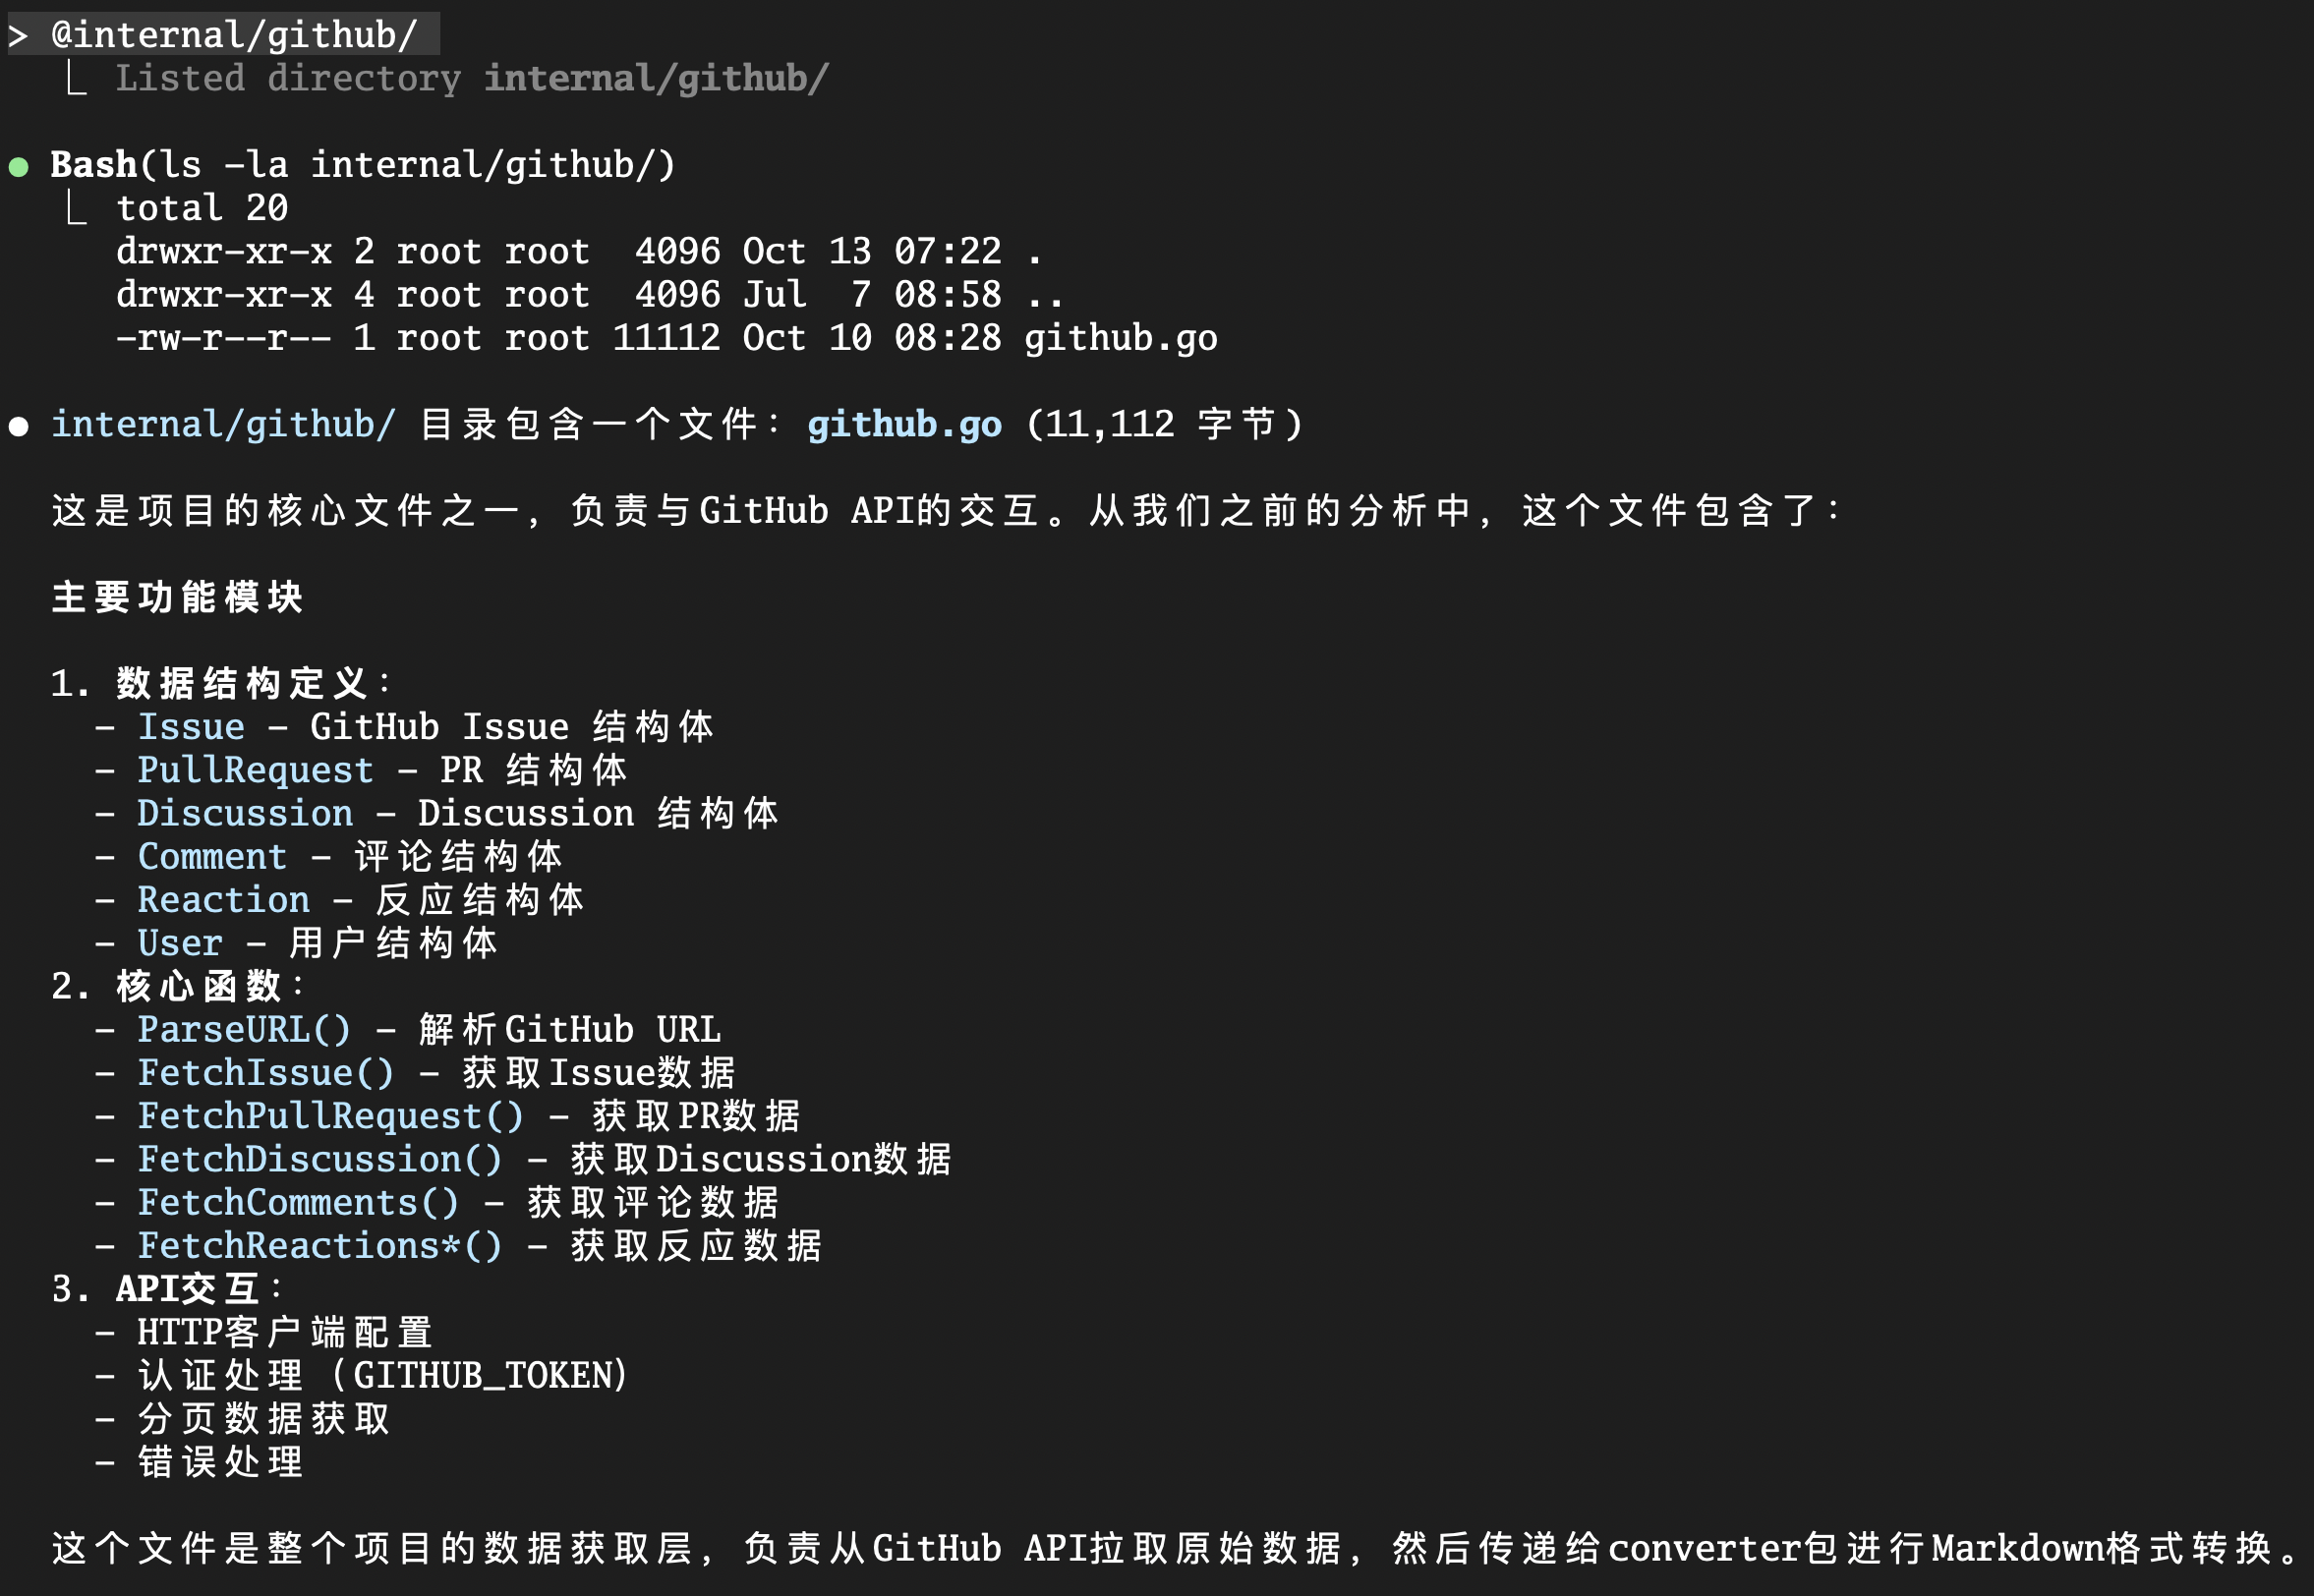 > @internal/github/
⎿ Listed directory internal/github/
● Bash(ls -la internal/github/)
⎿ total 20
drwxr-xr-x 2 root root  4096 Oct 13 07:22 .
drwxr-xr-x 4 root root  4096 Jul  7 08:58 ..
-rw-r--r-- 1 root root 11112 Oct 10 08:28 github.go
● internal/github/ 目录包含一个文件：github.go (11,112 字节)
这是项目的核心文件之一，负责与GitHub API的交互。从我们之前的分析中，这个文件包含了：
主要功能模块
1. 数据结构定义：
- Issue - GitHub Issue 结构体
- PullRequest - PR 结构体
- Discussion - Discussion 结构体
- Comment - 评论结构体
- Reaction - 反应结构体
- User - 用户结构体
2. 核心函数：
- ParseURL() - 解析GitHub URL
- FetchIssue() - 获取Issue数据
- FetchPullRequest() - 获取PR数据
- FetchDiscussion() - 获取Discussion数据
- FetchComments() - 获取评论数据
- FetchReactions*() - 获取反应数据
3. API交互：
- HTTP客户端配置
- 认证处理（GITHUB_TOKEN）
- 分页数据获取
- 错误处理
这个文件是整个项目的数据获取层，负责从GitHub API拉取原始数据，然后传递给converter包进行Markdown格式转换。